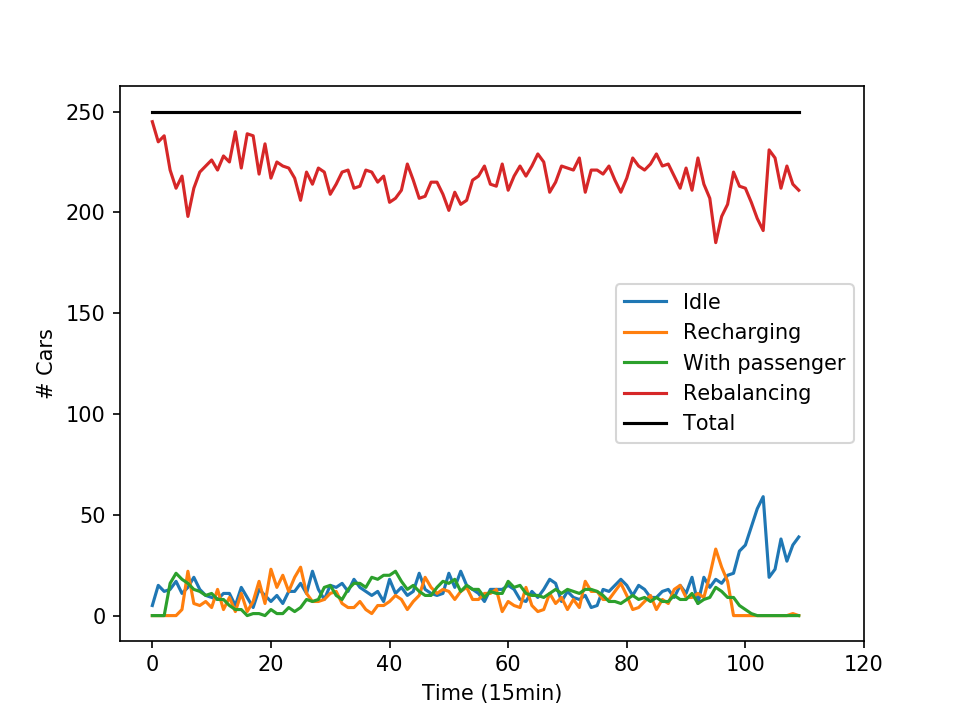 250
200
150
100
50
0
# Cars
Idle
Recharging
With passenger
Rebalancing
Total
0 20 40 60 80 100 120
Time (15min)